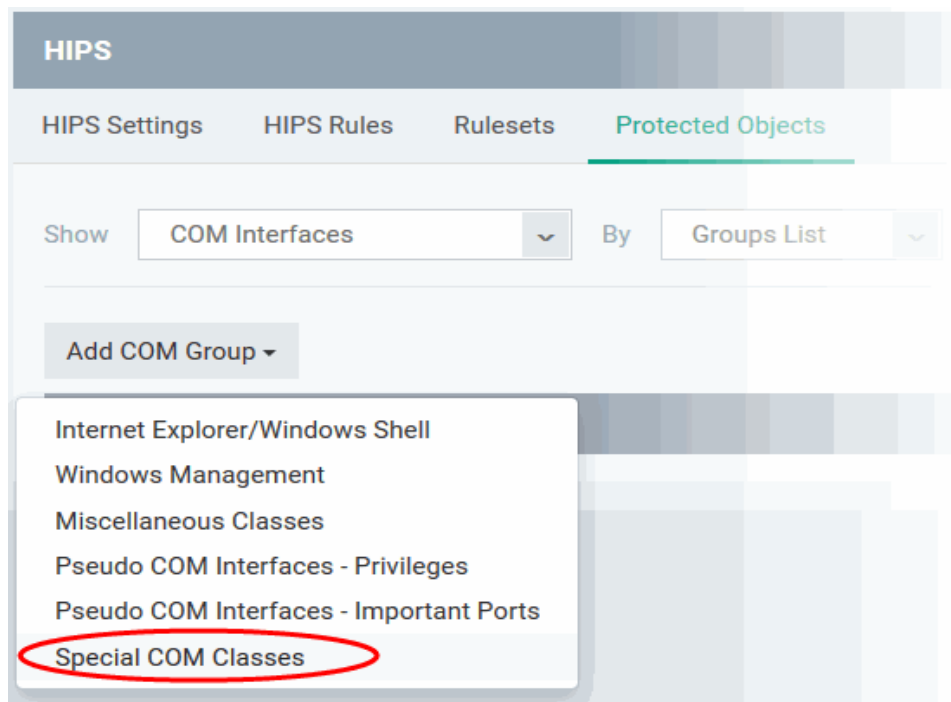 HIPS
HIPS Settings HIPS Rules Rulesets Protected Objects
Show COM Interfaces By Groups List
Add COM Group
Internet Explorer/Windows Shell
Windows Management
Miscellaneous Classes
Pseudo COM Interfaces - Privileges
Pseudo COM Interfaces - Important Ports
Special COM Classes